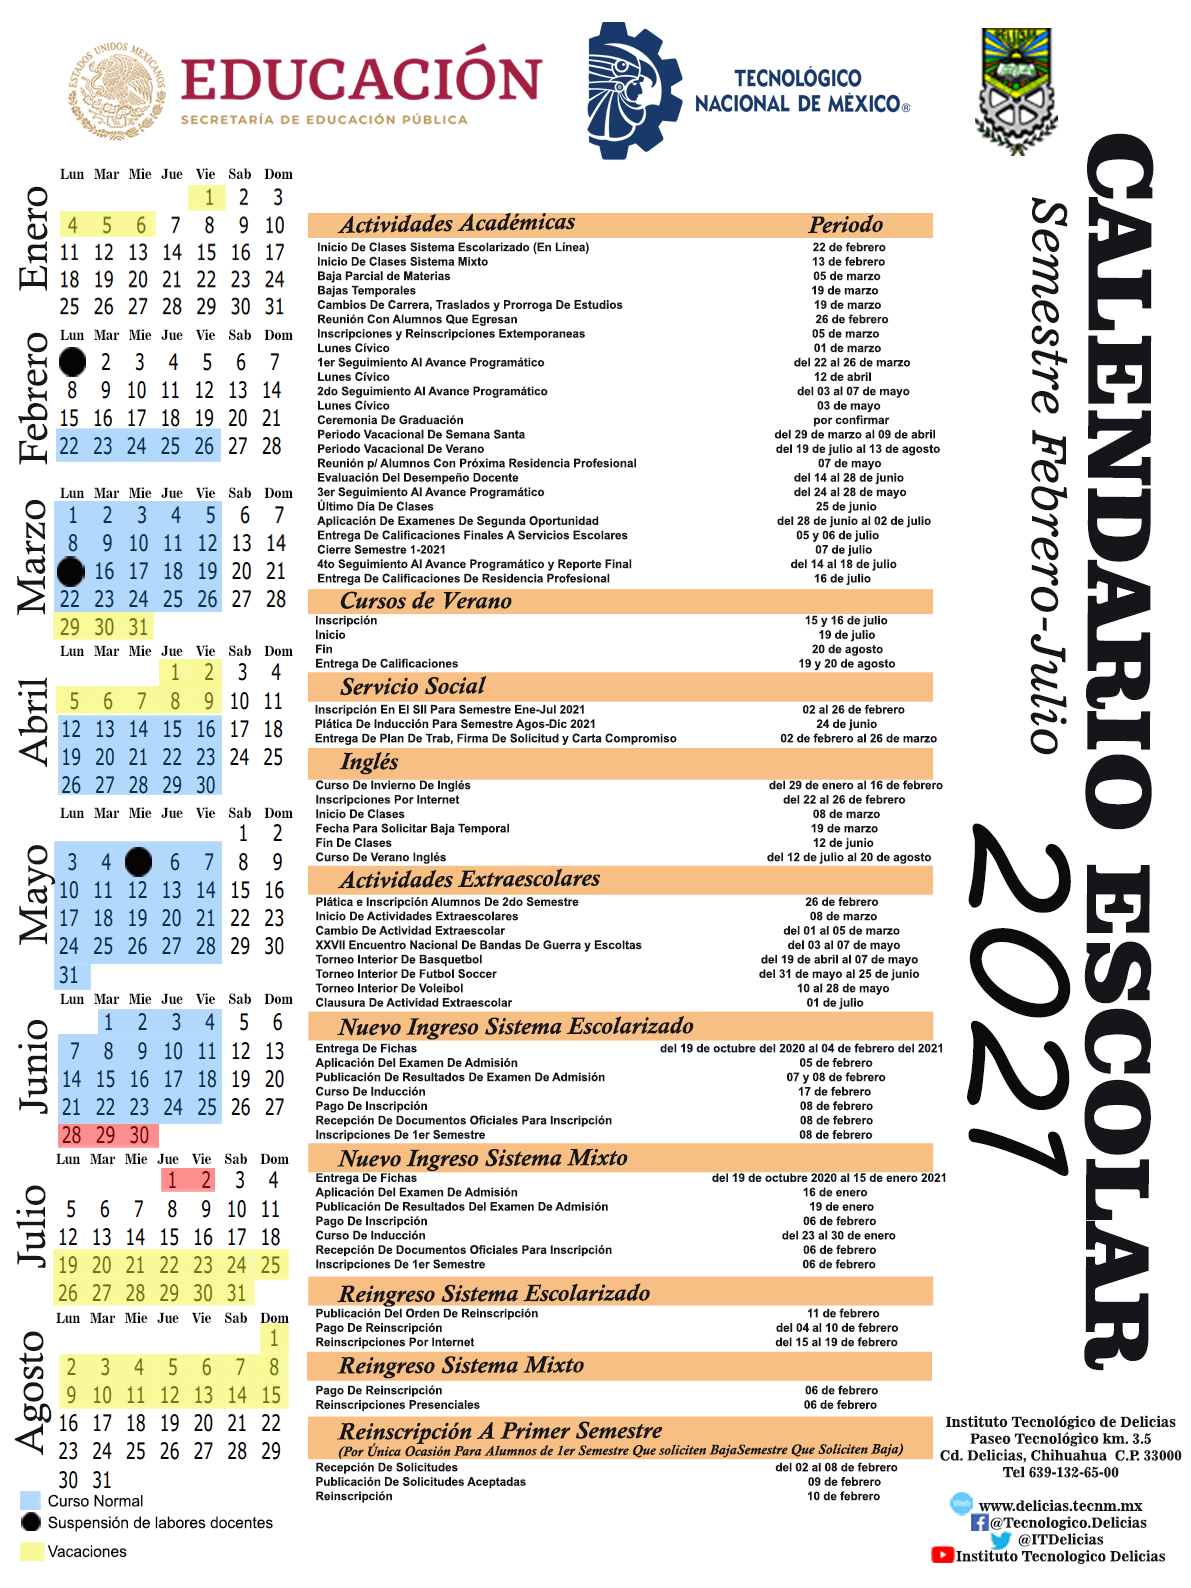 ESTADOS UNIDOS MEXICANOS
EDUCACIÓN
SECRETARÍA DE EDUCACIÓN PÚBLICA
TECNOLÓGICO
NACIONAL DE MÉXICO®
CALENDARIO ESCOLAR
Semestre Febrero-Julio
2021
Enero
Lun Mar Mie Jue Vie Sab Dom
1 2 3
4 5 6 7 8 9 10
11 12 13 14 15 16 17
18 19 20 21 22 23 24
25 26 27 28 29 30 31
Febrero
Lun Mar Mie Jue Vie Sab Dom
2 3 4 5 6 7
8 9 10 11 12 13 14
15 16 17 18 19 20 21
22 23 24 25 26 27 28
Marzo
Lun Mar Mie Jue Vie Sab Dom
1 2 3 4 5 6 7
8 9 10 11 12 13 14
16 17 18 19 20 21
22 23 24 25 26 27 28
29 30 31
Abril
Lun Mar Mie Jue Vie Sab Dom
1 2 3 4
5 6 7 8 9 10 11
12 13 14 15 16 17 18
19 20 21 22 23 24 25
26 27 28 29 30
Mayo
Lun Mar Mie Jue Vie Sab Dom
1 2
3 4 6 7 8 9
10 11 12 13 14 15 16
17 18 19 20 21 22 23
24 25 26 27 28 29 30
31
Junio
Lun Mar Mie Jue Vie Sab Dom
1 2 3 4 5 6
7 8 9 10 11 12 13
14 15 16 17 18 19 20
21 22 23 24 25 26 27
28 29 30
Julio
Lun Mar Mie Jue Vie Sab Dom
1 2 3 4
5 6 7 8 9 10 11
12 13 14 15 16 17 18
19 20 21 22 23 24 25
26 27 28 29 30 31
Agosto
Lun Mar Mie Jue Vie Sab Dom
1
2 3 4 5 6 7 8
9 10 11 12 13 14 15
16 17 18 19 20 21 22
23 24 25 26 27 28 29
30 31
Curso Normal
Suspensión de labores docentes
Vacaciones
Actividades Académicas Periodo
Inicio De Clases Sistema Escolarizado (En Línea) 22 de febrero
Inicio De Clases Sistema Mixto 13 de febrero
Baja Parcial de Materias 05 de marzo
Bajas Temporales 19 de marzo
Cambios De Carrera, Traslados y Prorroga De Estudios 19 de marzo
Reunión Con Alumnos Que Egresan 26 de febrero
Inscripciones y Reinscripciones Extemporaneas 05 de marzo
Lunes Cívico 01 de marzo
1er Seguimiento Al Avance Programático del 22 al 26 de marzo
Lunes Cívico 12 de abril
2do Seguimiento Al Avance Programático del 03 al 07 de mayo
Lunes Cívico 03 de mayo
Ceremonia De Graduación por confirmar
Periodo Vacacional De Semana Santa del 29 de marzo al 09 de abril
Periodo Vacacional De Verano del 19 de julio al 13 de agosto
Reunión p/ Alumnos Con Próxima Residencia Profesional 07 de mayo
Evaluación Del Desempeño Docente del 14 al 28 de junio
3er Seguimiento Al Avance Programático del 24 al 28 de mayo
Último Día De Clases 25 de junio
Aplicación De Examenes De Segunda Oportunidad del 28 de junio al 02 de julio
Entrega De Calificaciones Finales A Servicios Escolares 05 y 06 de julio
Cierre Semestre 1-2021 07 de julio
4to Seguimiento Al Avance Programático y Reporte Final del 14 al 18 de julio
Entrega De Calificaciones De Residencia Profesional 16 de julio
Cursos de Verano
Inscripción 15 y 16 de julio
Inicio 19 de julio
Fin 20 de agosto
Entrega De Calificaciones 19 y 20 de agosto
Servicio Social
Inscripción En El SII Para Semestre Ene-Jul 2021 02 al 26 de febrero
Plática De Inducción Para Semestre Agos-Dic 2021 24 de junio
Entrega De Plan De Trab, Firma De Solicitud y Carta Compromiso 02 de febrero al 26 de marzo
Inglés
Curso De Invierno De Inglés del 29 de enero al 16 de febrero
Inscripciones Por Internet del 22 al 26 de febrero
Inicio De Clases 08 de marzo
Fecha Para Solicitar Baja Temporal 19 de marzo
Fin De Clases 12 de junio
Curso De Verano Inglés del 12 de julio al 20 de agosto
Actividades Extraescolares
Plática e Inscripción Alumnos De 2do Semestre 26 de febrero
Inicio De Actividades Extraescolares 08 de marzo
Cambio De Actividad Extraescolar del 01 al 05 de marzo
XXVII Encuentro Nacional De Bandas De Guerra y Escoltas del 03 al 07 de mayo
Torneo Interior De Basquetbol del 19 de abril al 07 de mayo
Torneo Interior De Futbol Soccer del 31 de mayo al 25 de junio
Torneo Interior De Voleibol 10 al 28 de mayo
Clausura De Actividad Extraescolar 01 de julio
Nuevo Ingreso Sistema Escolarizado
Entrega De Fichas del 19 de octubre del 2020 al 04 de febrero del 2021
Aplicación Del Examen De Admisión 05 de febrero
Publicación De Resultados De Examen De Admisión 07 y 08 de febrero
Curso De Inducción 17 de febrero
Pago De Inscripción 08 de febrero
Recepción De Documentos Oficiales Para Inscripción 08 de febrero
Inscripciones De 1er Semestre 08 de febrero
Nuevo Ingreso Sistema Mixto
Entrega De Fichas del 19 de octubre 2020 al 15 de enero 2021
Aplicación Del Examen De Admisión 16 de enero
Publicación De Resultados Del Examen De Admisión 19 de enero
Pago De Inscripción 06 de febrero
Curso De Inducción del 23 al 30 de enero
Recepción De Documentos Oficiales Para Inscripción 06 de febrero
Inscripciones De 1er Semestre 06 de febrero
Reingreso Sistema Escolarizado
Publicación Del Orden De Reinscripción 11 de febrero
Pago De Reinscripción del 04 al 10 de febrero
Reinscripciones Por Internet del 15 al 19 de febrero
Reingreso Sistema Mixto
Pago De Reinscripción 06 de febrero
Reinscripciones Presenciales 06 de febrero
Reinscripción A Primer Semestre
(Por Única Ocasión Para Alumnos de 1er Semestre Que soliciten BajaSemestre Que Soliciten Baja)
Recepción De Solicitudes del 02 al 08 de febrero
Publicación De Solicitudes Aceptadas 09 de febrero
Reinscripción 10 de febrero
Instituto Tecnológico de Delicias
Paseo Tecnológico km. 3.5
Cd. Delicias, Chihuahua C.P. 33000
Tel 639-132-65-00
Web www.delicias.tecnm.mx
@Tecnologico.Delicias
@ITDelicias
Instituto Tecnologico Delicias